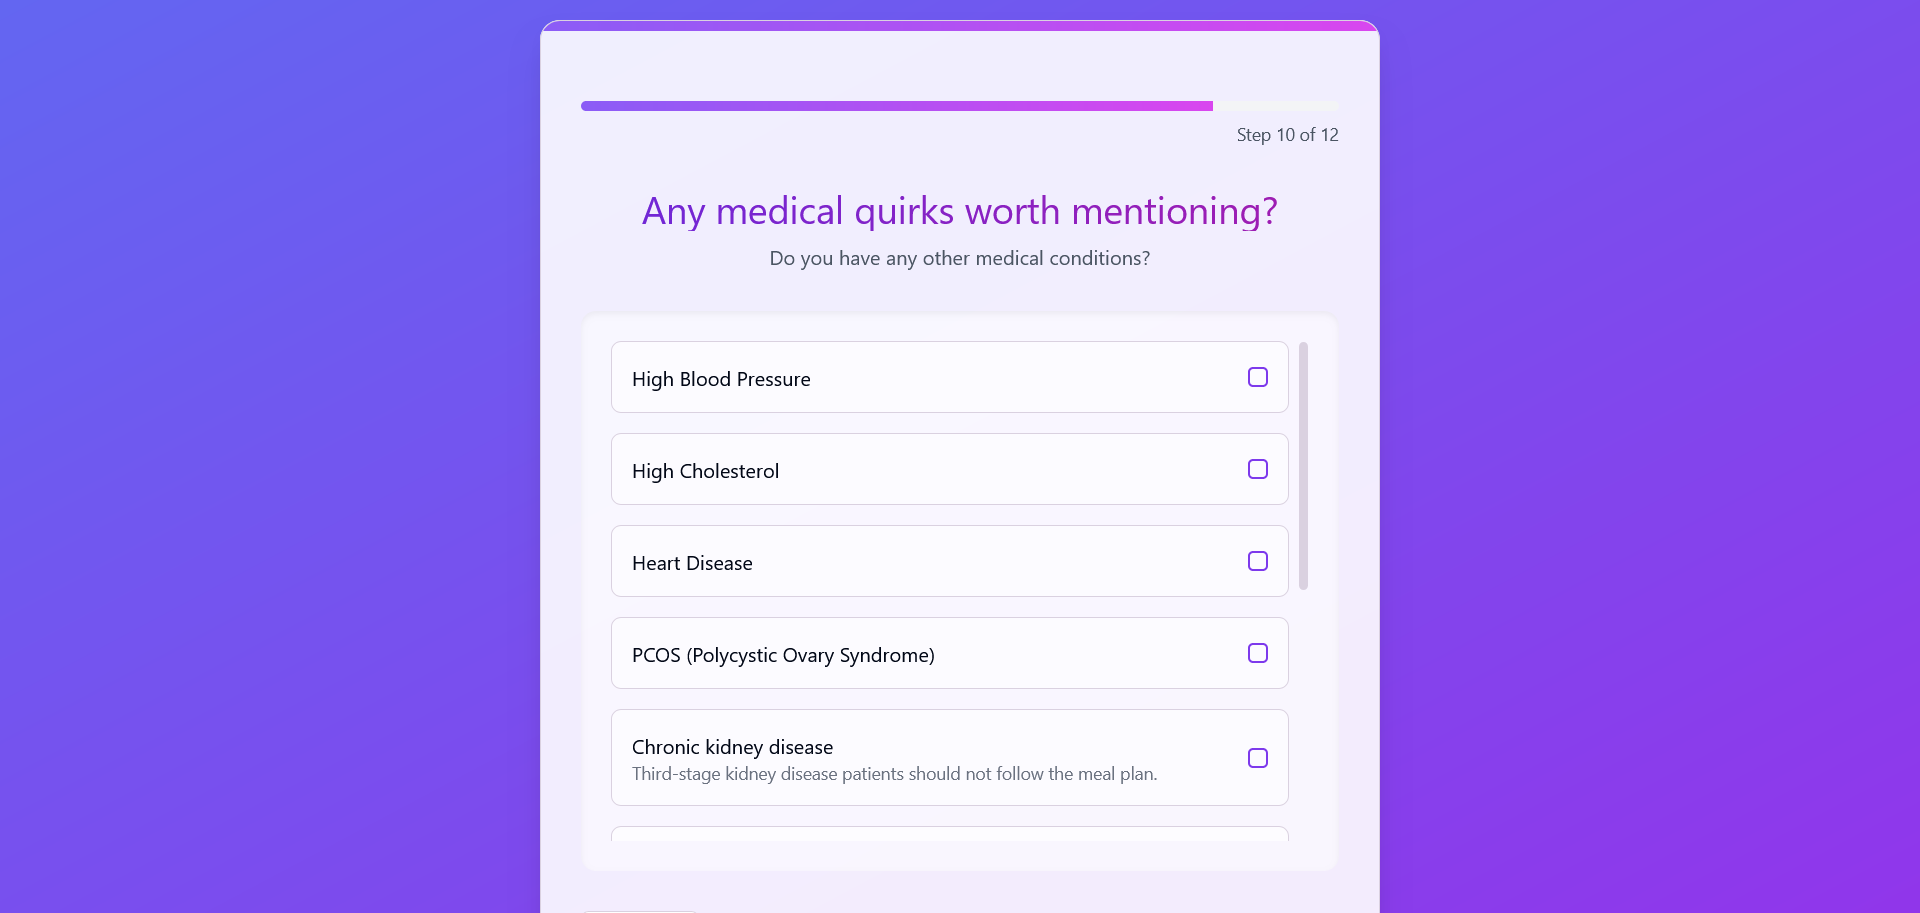 Step 10 of 12
Any medical quirks worth mentioning?
Do you have any other medical conditions?
High Blood Pressure
High Cholesterol
Heart Disease
PCOS (Polycystic Ovary Syndrome)
Chronic kidney disease
Third-stage kidney disease patients should not follow the meal plan.